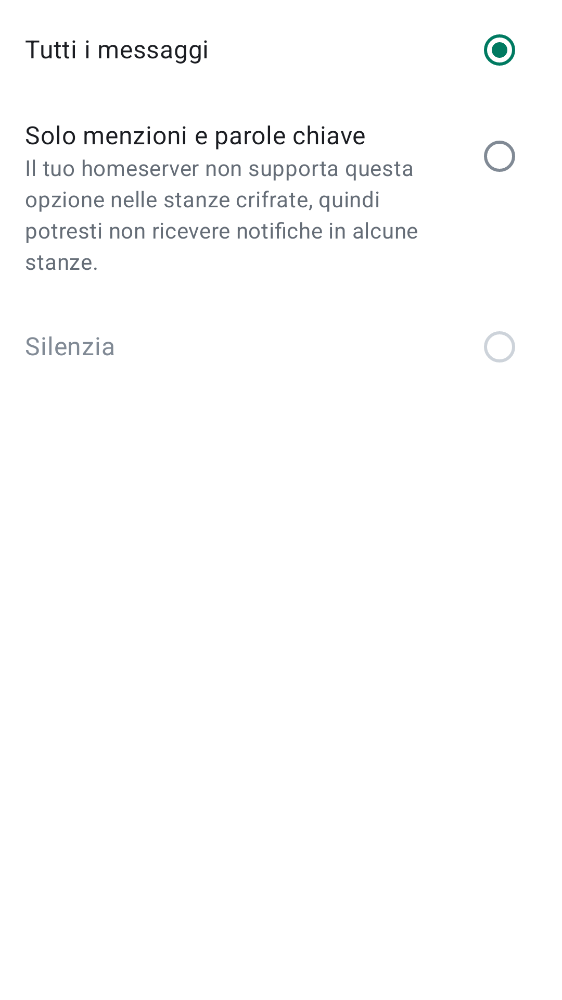 Tutti i messaggi
Solo menzioni e parole chiave
Il tuo homeserver non supporta questa
opzione nelle stanze crifrate, quindi
potresti non ricevere notifiche in alcune
stanze.
Silenzia